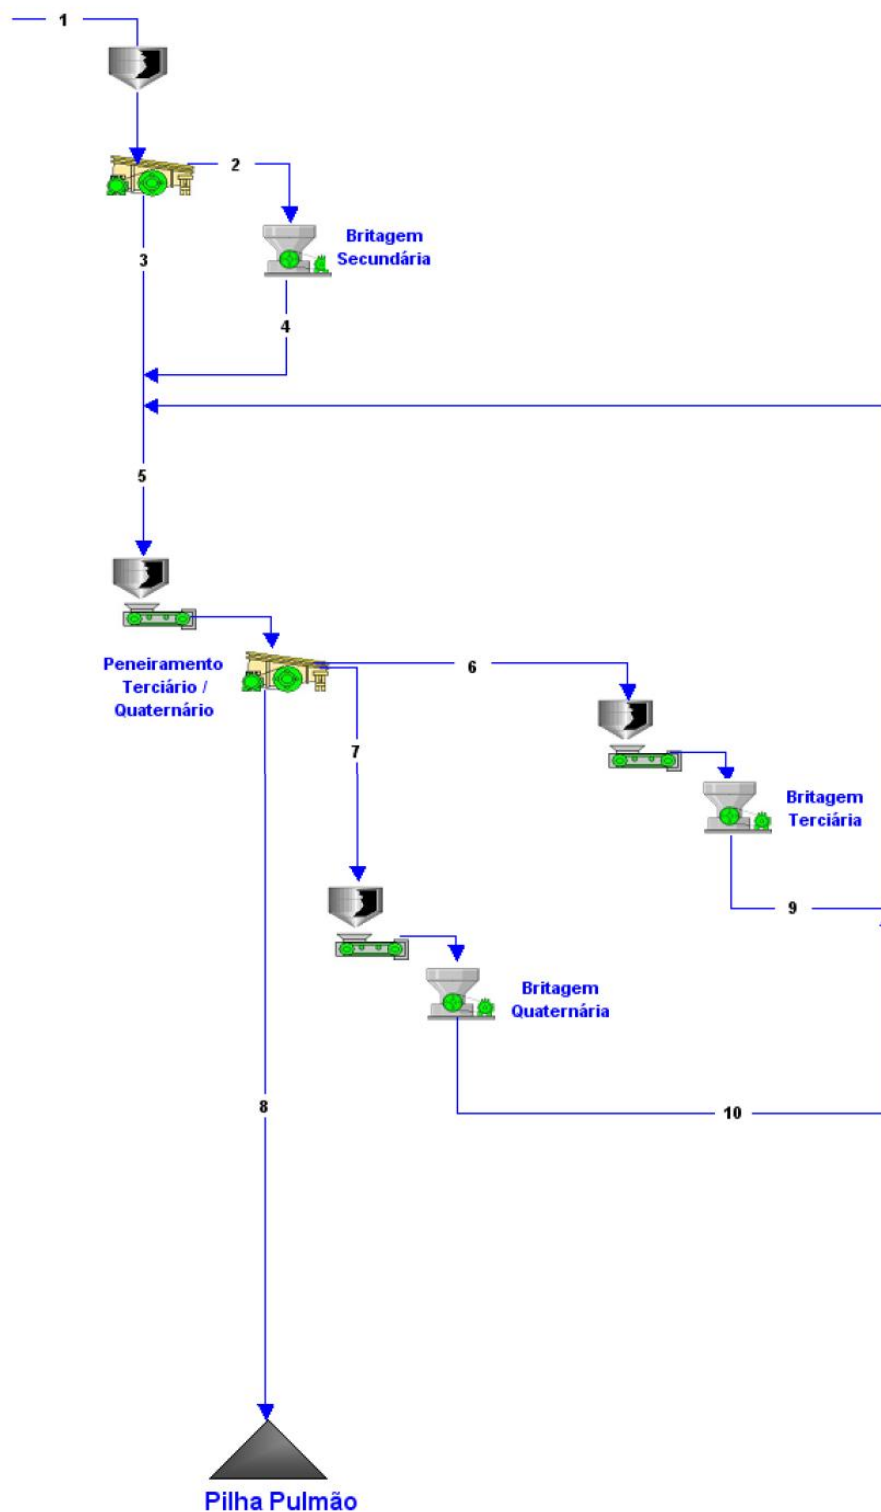 1
2
Britagem
Secundária
3
4
5
Peneiramento
Terciário /
Quaternário
6
7
Britagem
Terciária
9
Britagem
Quaternária
8
10
Pilha Pulmão